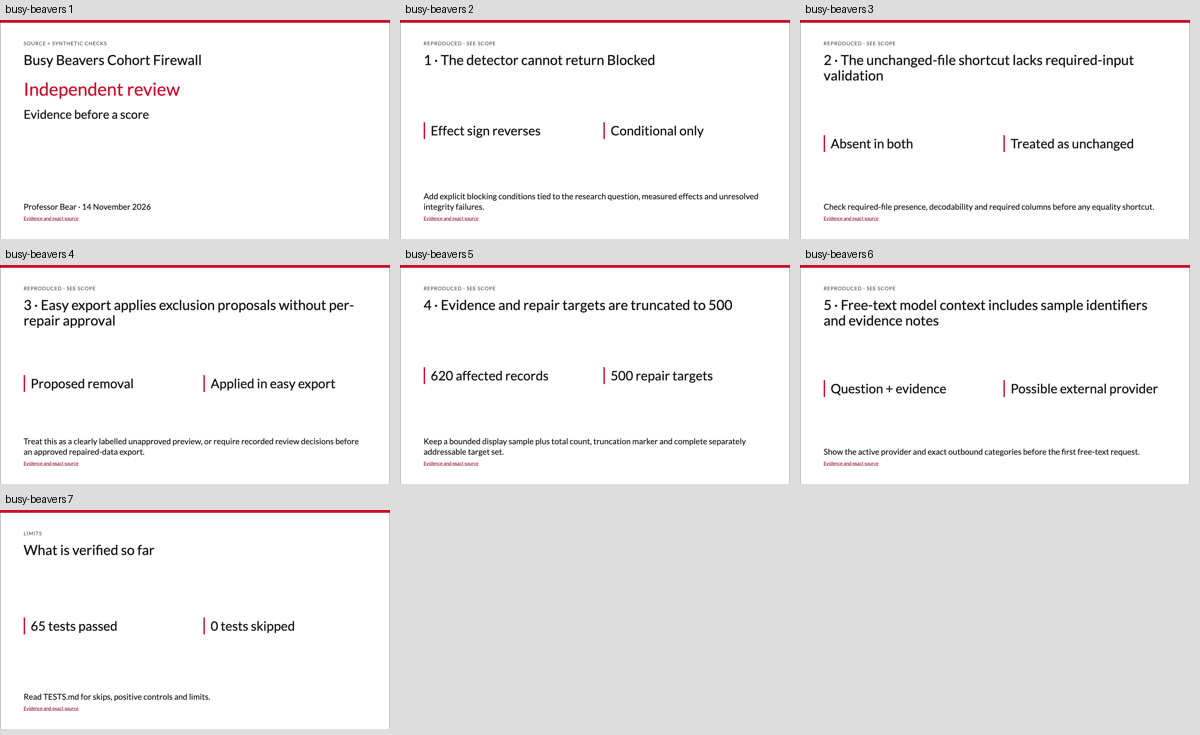 busy-beavers 1
SOURCE + SYNTHETIC CHECKS
Busy Beavers Cohort Firewall
Independent review
Evidence before a score
Professor Bear · 14 November 2026
Evidence and exact source
busy-beavers 2
REPRODUCED - SEE SCOPE
1 · The detector cannot return Blocked
Effect sign reverses
Conditional only
Add explicit blocking conditions tied to the research question, measured effects and unresolved
integrity failures.
Evidence and exact source
busy-beavers 3
REPRODUCED - SEE SCOPE
2 · The unchanged-file shortcut lacks required-input
validation
Absent in both
Treated as unchanged
Check required-file presence, decodability and required columns before any equality shortcut.
Evidence and exact source
busy-beavers 4
REPRODUCED - SEE SCOPE
3 · Easy export applies exclusion proposals without per-
repair approval
Proposed removal
Applied in easy export
Treat this as a clearly labelled unapproved preview, or require recorded review decisions before
an approved repaired-data export.
Evidence and exact source
busy-beavers 5
REPRODUCED - SEE SCOPE
4 · Evidence and repair targets are truncated to 500
620 affected records
500 repair targets
Keep a bounded display sample plus total count, truncation marker and complete separately
addressable target set.
Evidence and exact source
busy-beavers 6
REPRODUCED - SEE SCOPE
5 · Free-text model context includes sample identifiers
and evidence notes
Question + evidence
Possible external provider
Show the active provider and exact outbound categories before the first free-text request.
Evidence and exact source
busy-beavers 7
LIMITS
What is verified so far
65 tests passed
0 tests skipped
Read TESTS.md for skips, positive controls and limits.
Evidence and exact source